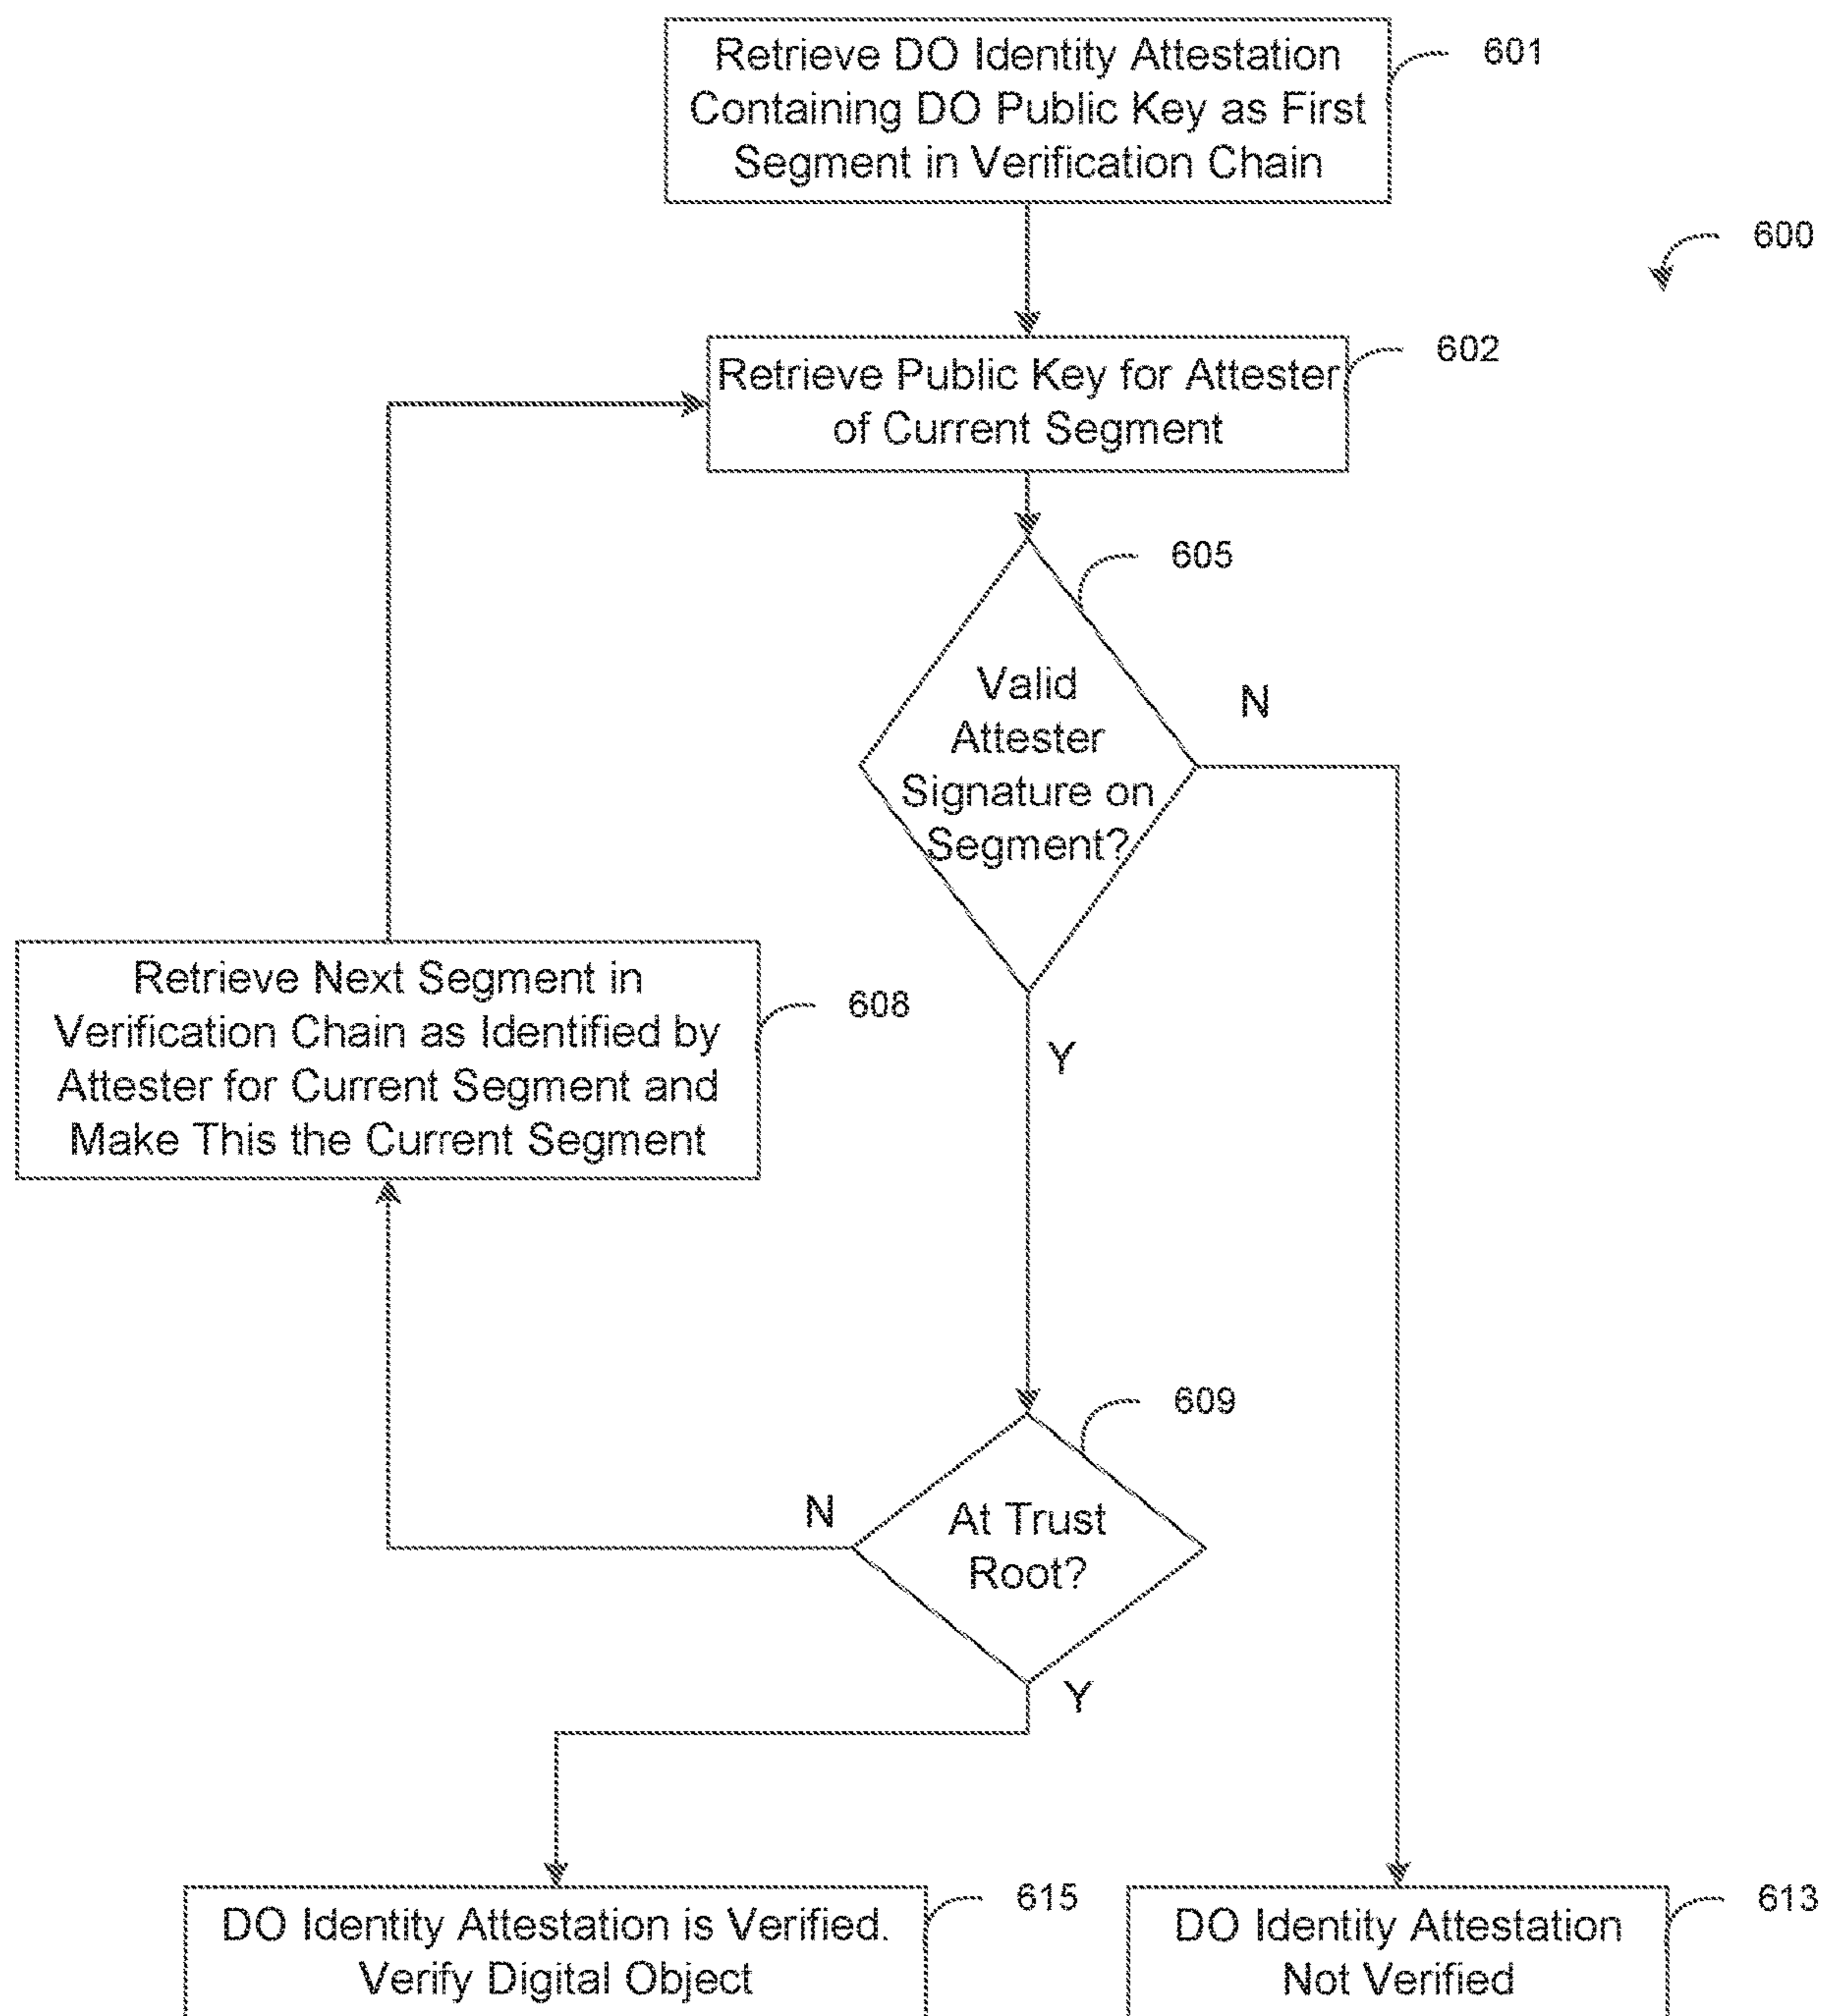 Retrieve DO Identity Attestation
Containing DO Public Key as First
Segment in Verification Chain
601
600
Retrieve Public Key for Attester
of Current Segment
602
605
Valid
Attester
Signature on
Segment?
N
Y
Retrieve Next Segment in
Verification Chain as Identified by
Attester for Current Segment and
Make This the Current Segment
608
609
At Trust
Root?
N
Y
DO Identity Attestation is Verified.
Verify Digital Object
615
DO Identity Attestation
Not Verified
613